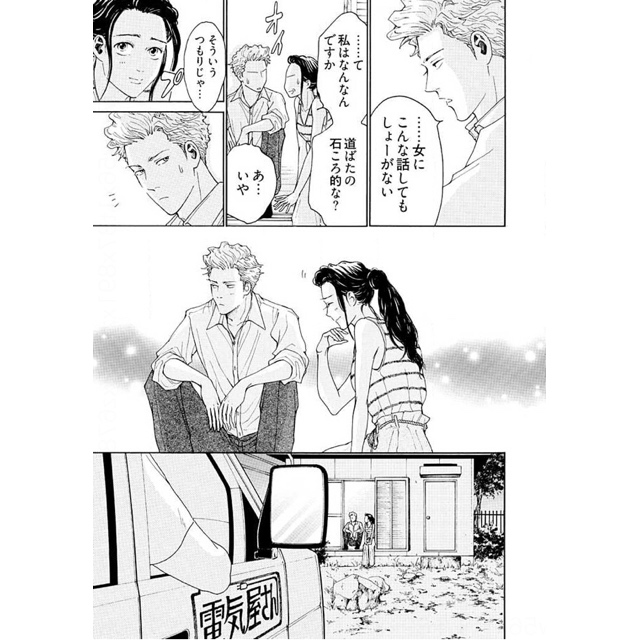 ……女に
こんな話しても
しょーがない
……て
私はなんなん
ですか
道ばたの
石ころ的な?
オイ
あ…
いや
そういう
つもりじゃ…
電気屋さん